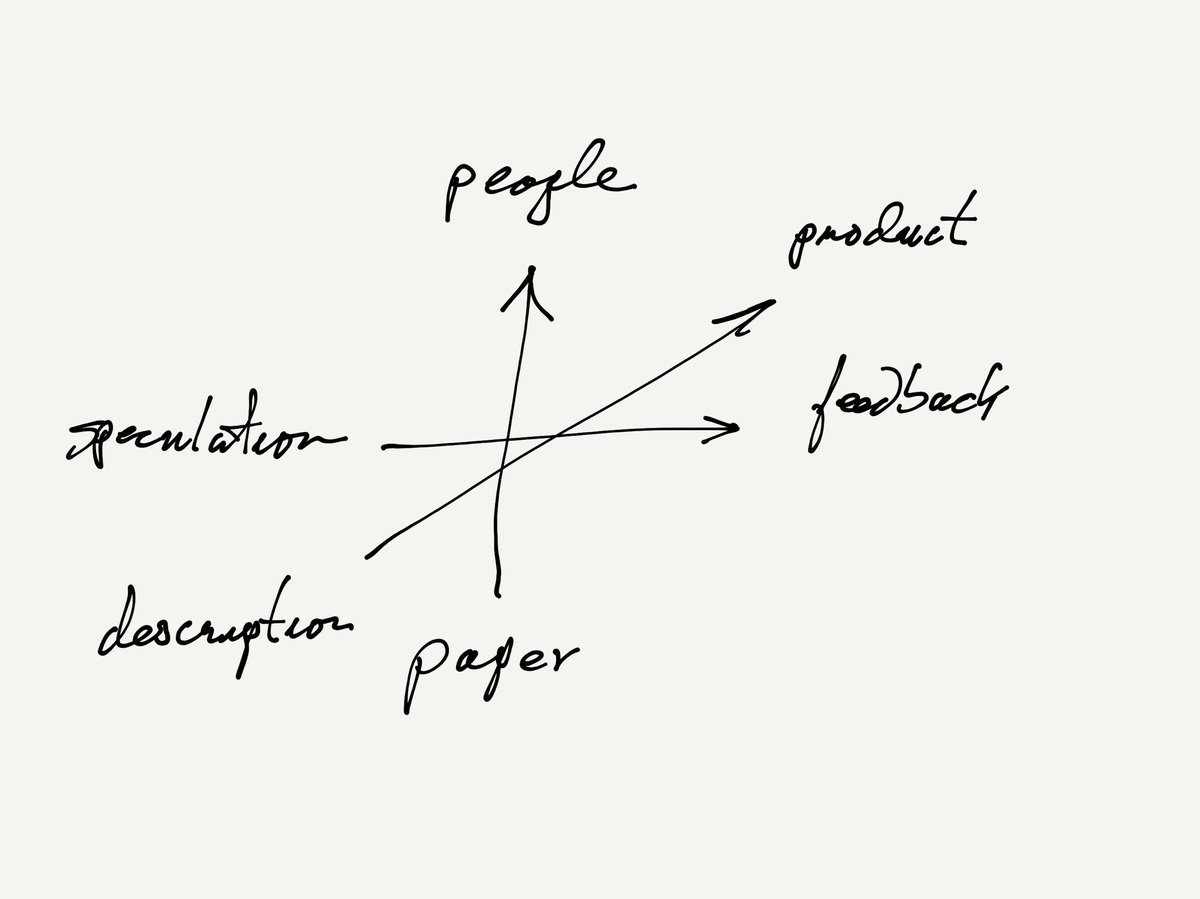 people
product
feedback
speculation
description
paper